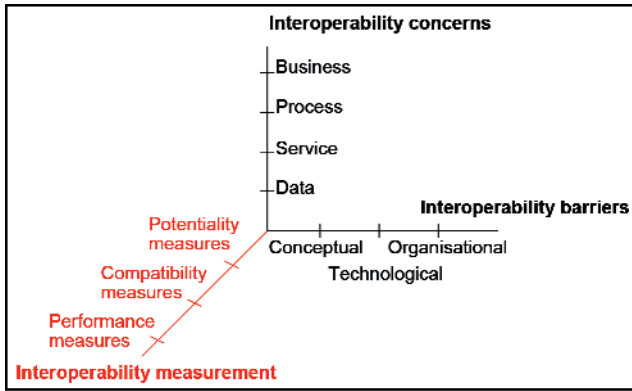 Interoperability concerns
Business
Process
Service
Data
Interoperability barriers
Conceptual
Organisational
Technological
Potentiality
measures
Compatibility
measures
Performance
measures
Interoperability measurement